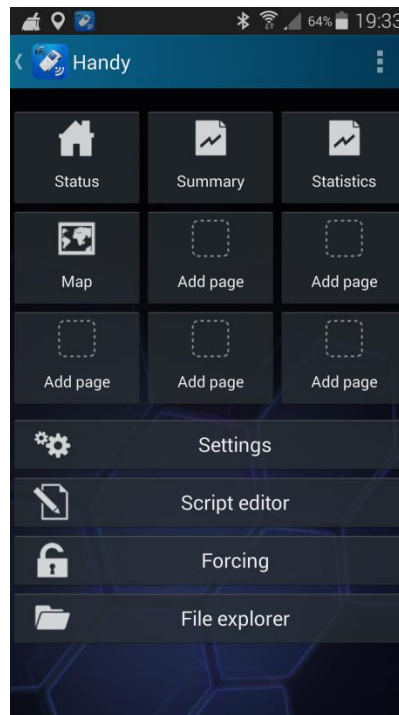 64% 19:33
Handy
Status Summary Statistics
Map Add page Add page
Add page Add page Add page
Settings
Script editor
Forcing
File explorer